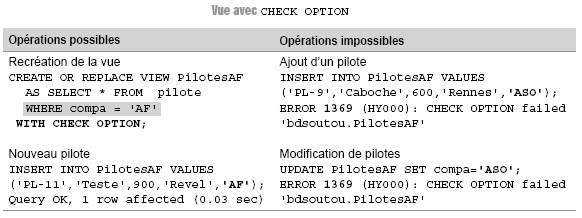 Vue avec CHECK OPTION
Opérations possibles
Recréation de la vue
CREATE OR REPLACE VIEW PilotesAF
AS SELECT * FROM pilote
WHERE compa = 'AF'
WITH CHECK OPTION;
Nouveau pilote
INSERT INTO PilotesAF VALUES
('PL-11','Teste',900,'Revel','AF');
Query OK, 1 row affected (0.03 sec)
Opérations impossibles
Ajout d'un pilote
INSERT INTO PilotesAF VALUES
('PL-9','Caboche',600,'Rennes','ASO');
ERROR 1369 (HY000): CHECK OPTION failed
'bdsoutou.PilotesAF'
Modification de pilotes
UPDATE PilotesAF SET compa='ASO';
ERROR 1369 (HY000): CHECK OPTION failed
'bdsoutou.PilotesAF'